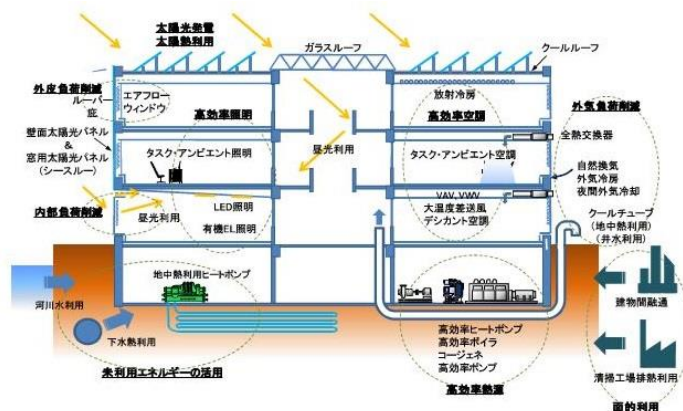 太陽光発電
太陽熱利用
ガラスルーフ
クールルーフ
外皮負荷削減
ルーバー
庇
エアフロー
ウィンドウ
高効率照明
放射冷房
高効率空調
外気負荷削減
壁面太陽光パネル
&
窓用太陽光パネル
(シースルー)
タスク・アンビエント照明
昼光利用
タスク・アンビエント空調
全熱交換器
自然換気
外気冷房
夜間外気冷却
内部負荷削減
昼光利用
LED照明
有機EL照明
VAV、VWV
大温度差送風
デシカント空調
クールチューブ
(地中熱利用)
(井水利用)
地中熱利用ヒートポンプ
河川水利用
下水熱利用
未利用エネルギーの活用
高効率ヒートポンプ
高効率ボイラ
コージェネ
高効率ポンプ
高効率熱源
建物間融通
清掃工場排熱利用
面的利用